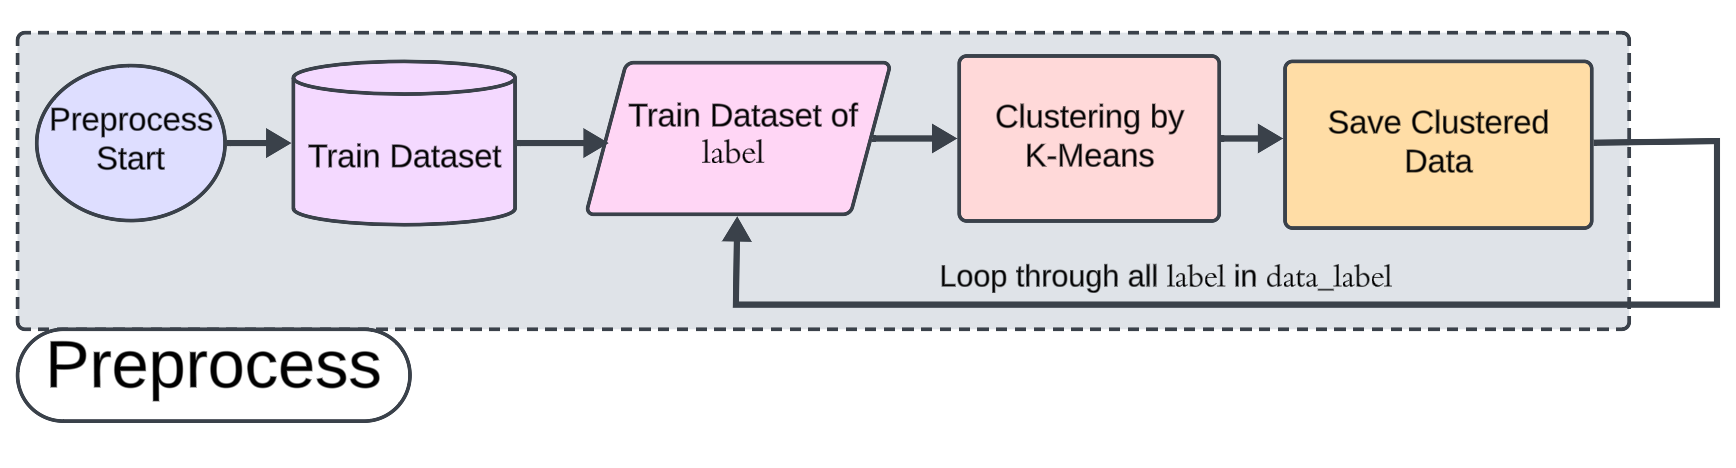 Preprocess
Start
Train Dataset
Train Dataset of
label
Clustering by
K-Means
Save Clustered
Data
Loop through all label in data_label
Preprocess